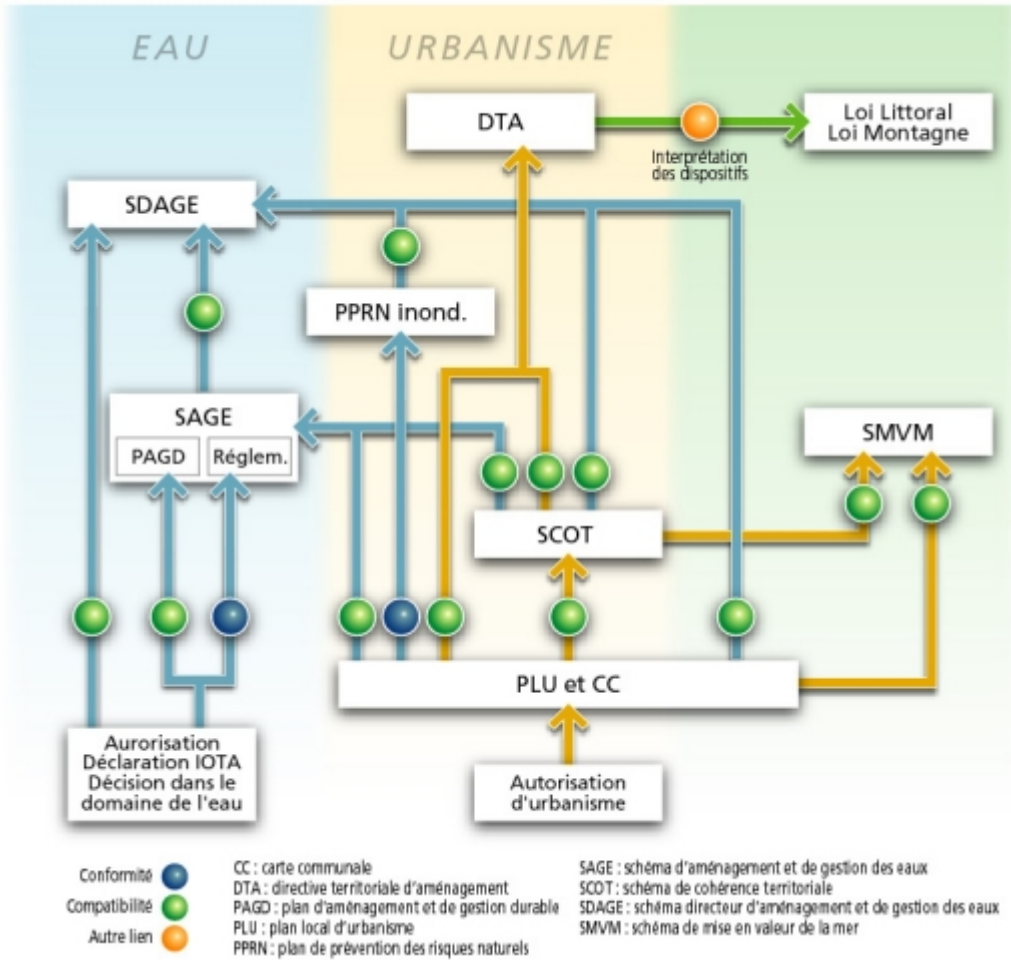 EAU
URBANISME
DTA
Loi Littoral
Loi Montagne
Interprétation
des dispositifs
SDAGE
PPRN inond.
SAGE
PAGD
Réglem.
SMVM
SCOT
PLU et CC
Aurorisation
Déclaration IOTA
Décision dans le
domaine de l'eau
Autorisation
d'urbanisme
Conformité
Compatibilité
Autre lien
CC : carte communale
DTA : directive territoriale d'aménagement
PAGD : plan d'aménagement et de gestion durable
PLU : plan local d'urbanisme
PPRN : plan de prévention des risques naturels
SAGE : schéma d'aménagement et de gestion des eaux
SCOT : schéma de cohérence territoriale
SDAGE : schéma directeur d'aménagement et de gestion des eaux
SMVM : schéma de mise en valeur de la mer